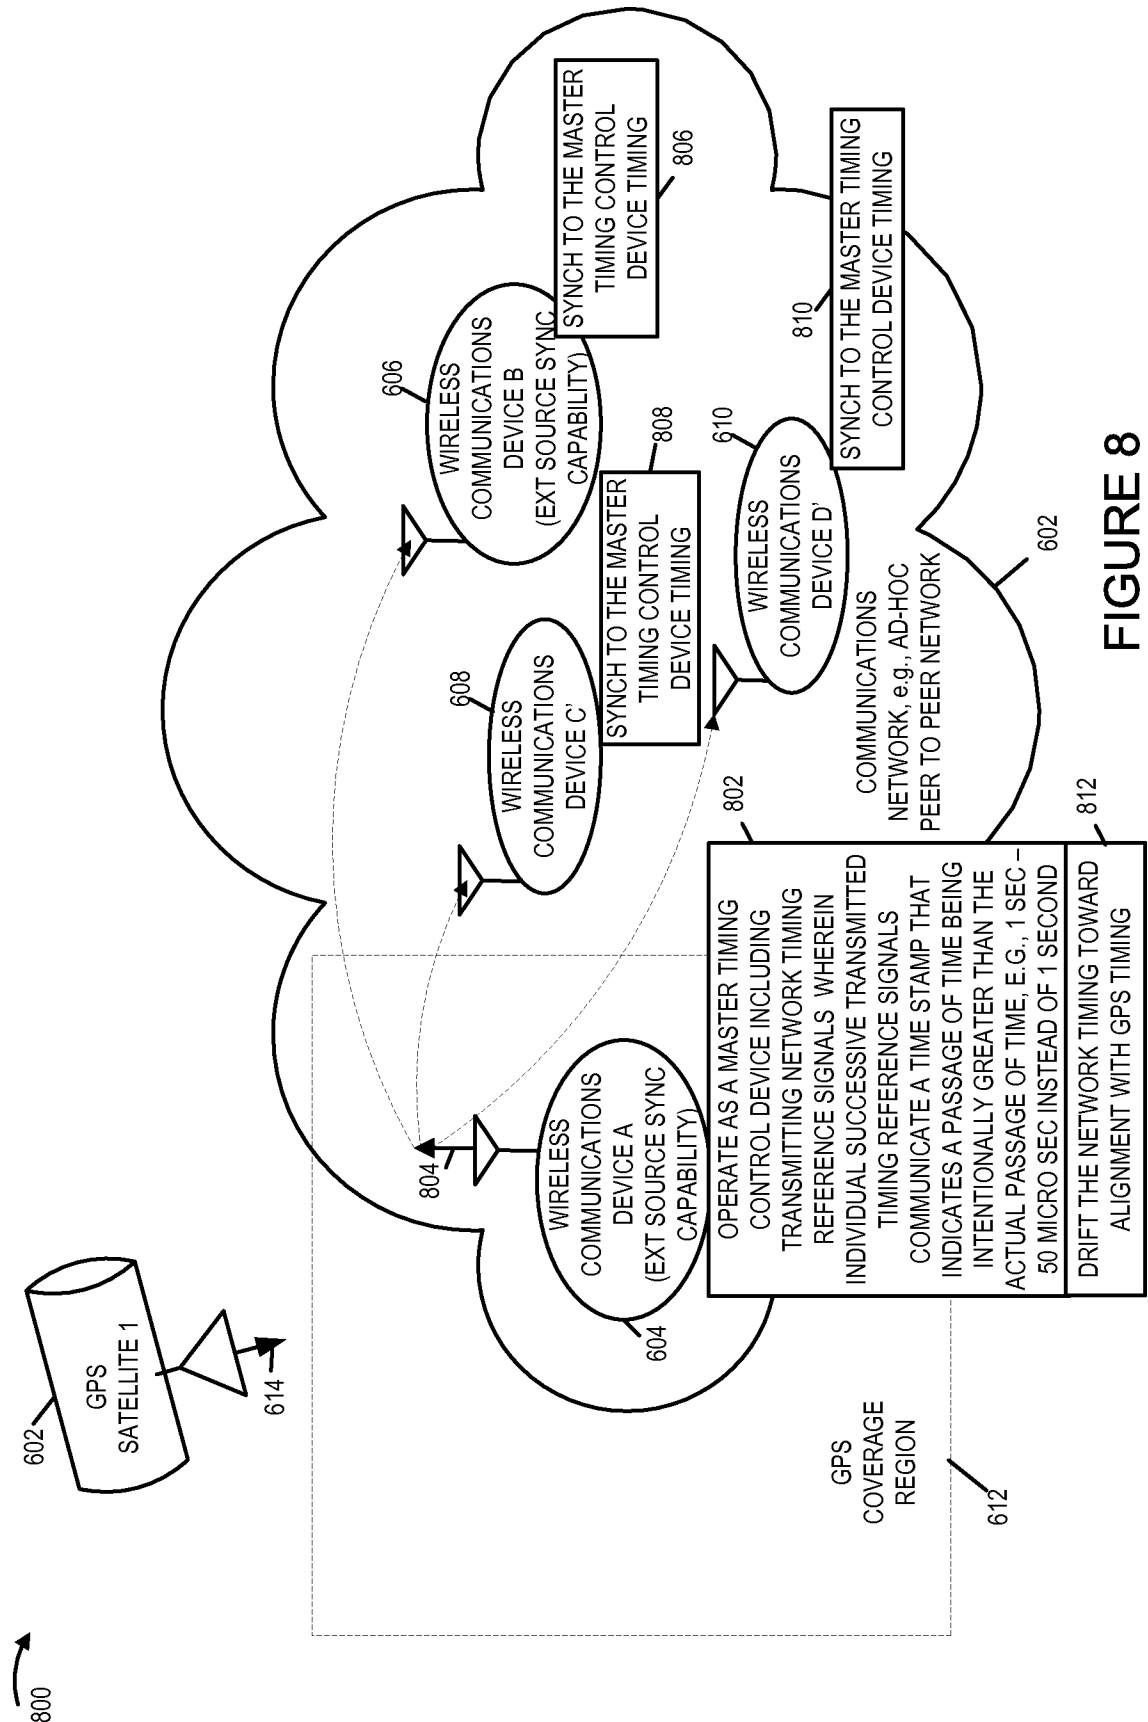 800
602
GPS
SATELLITE 1
614
GPS
COVERAGE
REGION
612
604
WIRELESS
COMMUNICATIONS
DEVICE A
(EXT SOURCE SYNC
CAPABILITY)
804
OPERATE AS A MASTER TIMING
CONTROL DEVICE INCLUDING
TRANSMITTING NETWORK TIMING
REFERENCE SIGNALS WHEREIN
INDIVIDUAL SUCCESSIVE TRANSMITTED
TIMING REFERENCE SIGNALS
COMMUNICATE A TIME STAMP THAT
INDICATES A PASSAGE OF TIME BEING
INTENTIONALLY GREATER THAN THE
ACTUAL PASSAGE OF TIME, E.G., 1 SEC –
50 MICRO SEC INSTEAD OF 1 SECOND
802
DRIFT THE NETWORK TIMING TOWARD
ALIGNMENT WITH GPS TIMING
812
608
WIRELESS
COMMUNICATIONS
DEVICE C'
SYNCH TO THE MASTER
TIMING CONTROL
DEVICE TIMING
808
606
WIRELESS
COMMUNICATIONS
DEVICE B
(EXT SOURCE SYNC
CAPABILITY)
SYNCH TO THE MASTER
TIMING CONTROL
DEVICE TIMING
806
610
WIRELESS
COMMUNICATIONS
DEVICE D'
810
SYNCH TO THE MASTER TIMING
CONTROL DEVICE TIMING
COMMUNICATIONS
NETWORK, e.g., AD-HOC
PEER TO PEER NETWORK
602
FIGURE 8